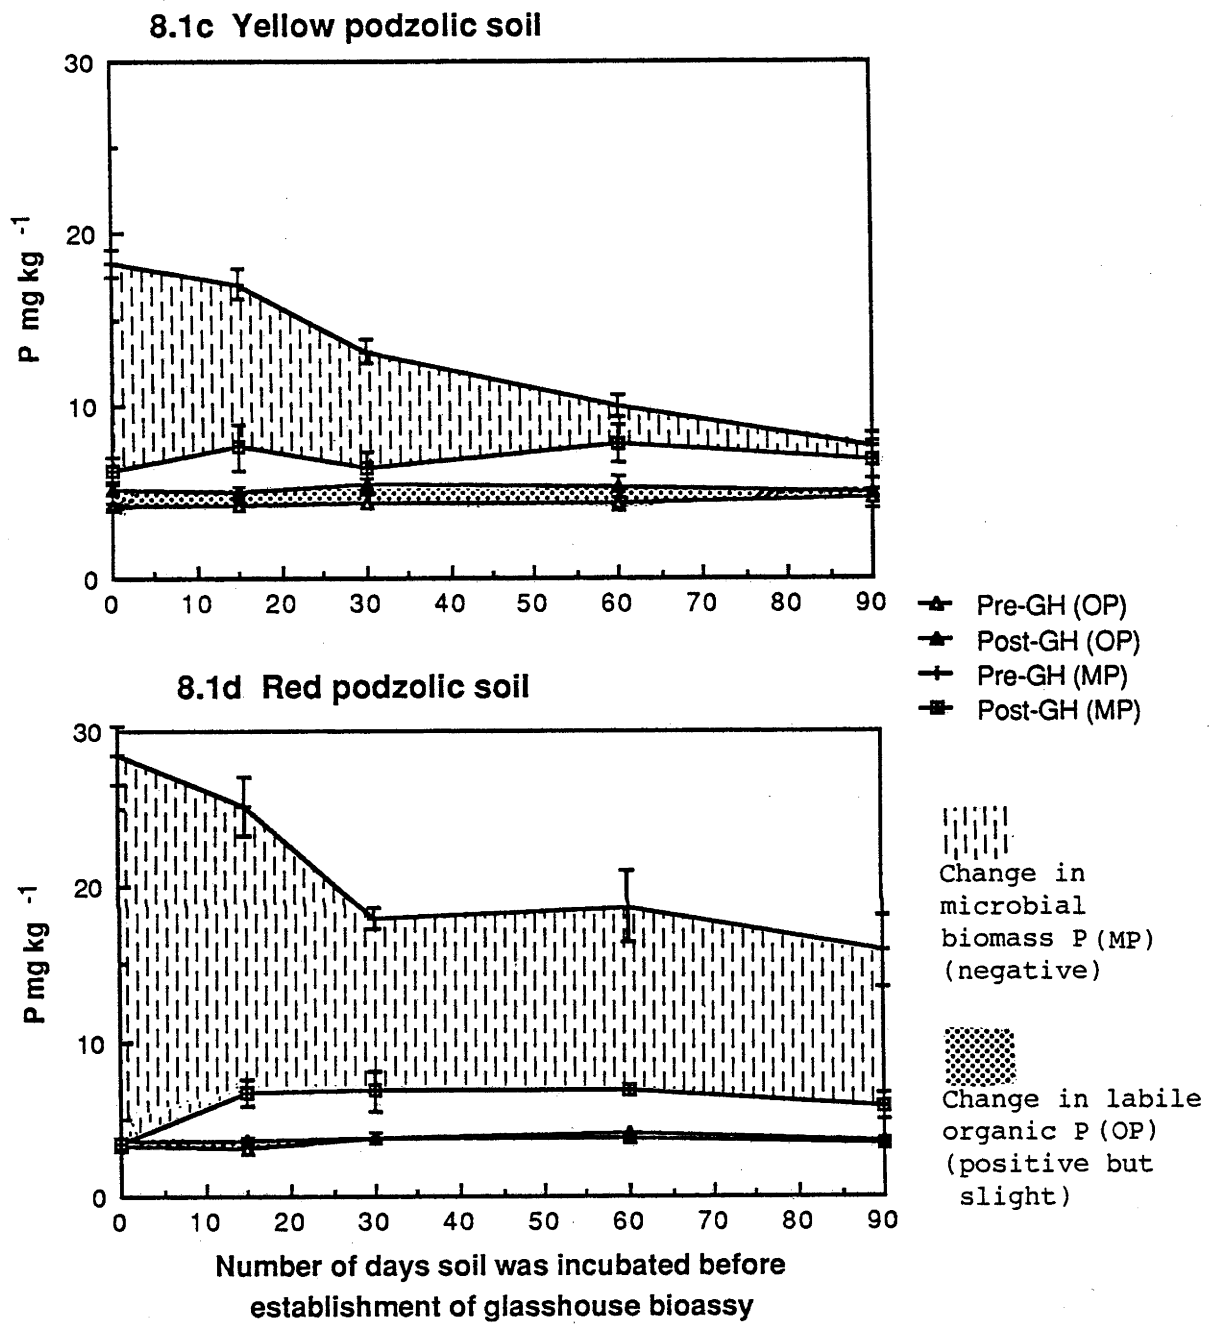 8.1c Yellow podzolic soil
30
20
10
0
P mg kg -1
0 10 20 30 40 50 60 70 80 90
Pre-GH (OP)
Post-GH (OP)
Pre-GH (MP)
Post-GH (MP)
8.1d Red podzolic soil
30
20
10
0
P mg kg -1
0 10 20 30 40 50 60 70 80 90
Change in
microbial
biomass P (MP)
(negative)
Change in labile
organic P (OP)
(positive but
slight)
Number of days soil was incubated before
establishment of glasshouse bioassy